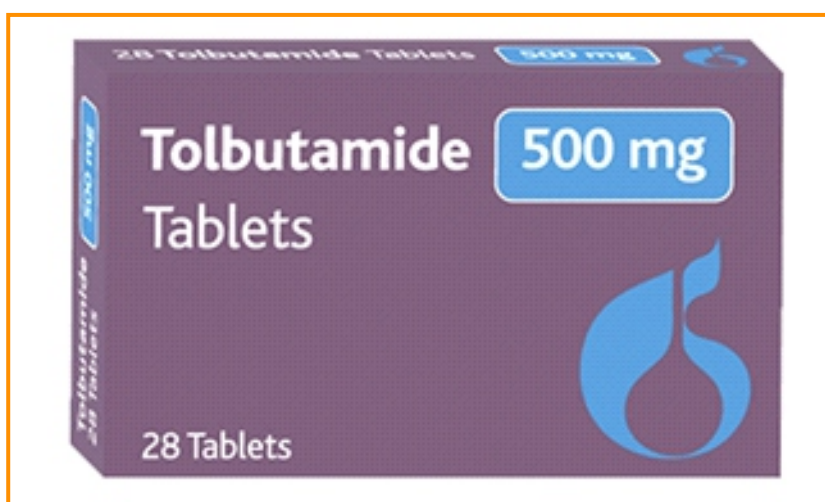 28 Tolbutamide Tablets 500 mg
Tolbutamide 500 mg
Tablets
28 Tablets
500 mg
Tolbutamide
28 Tablets